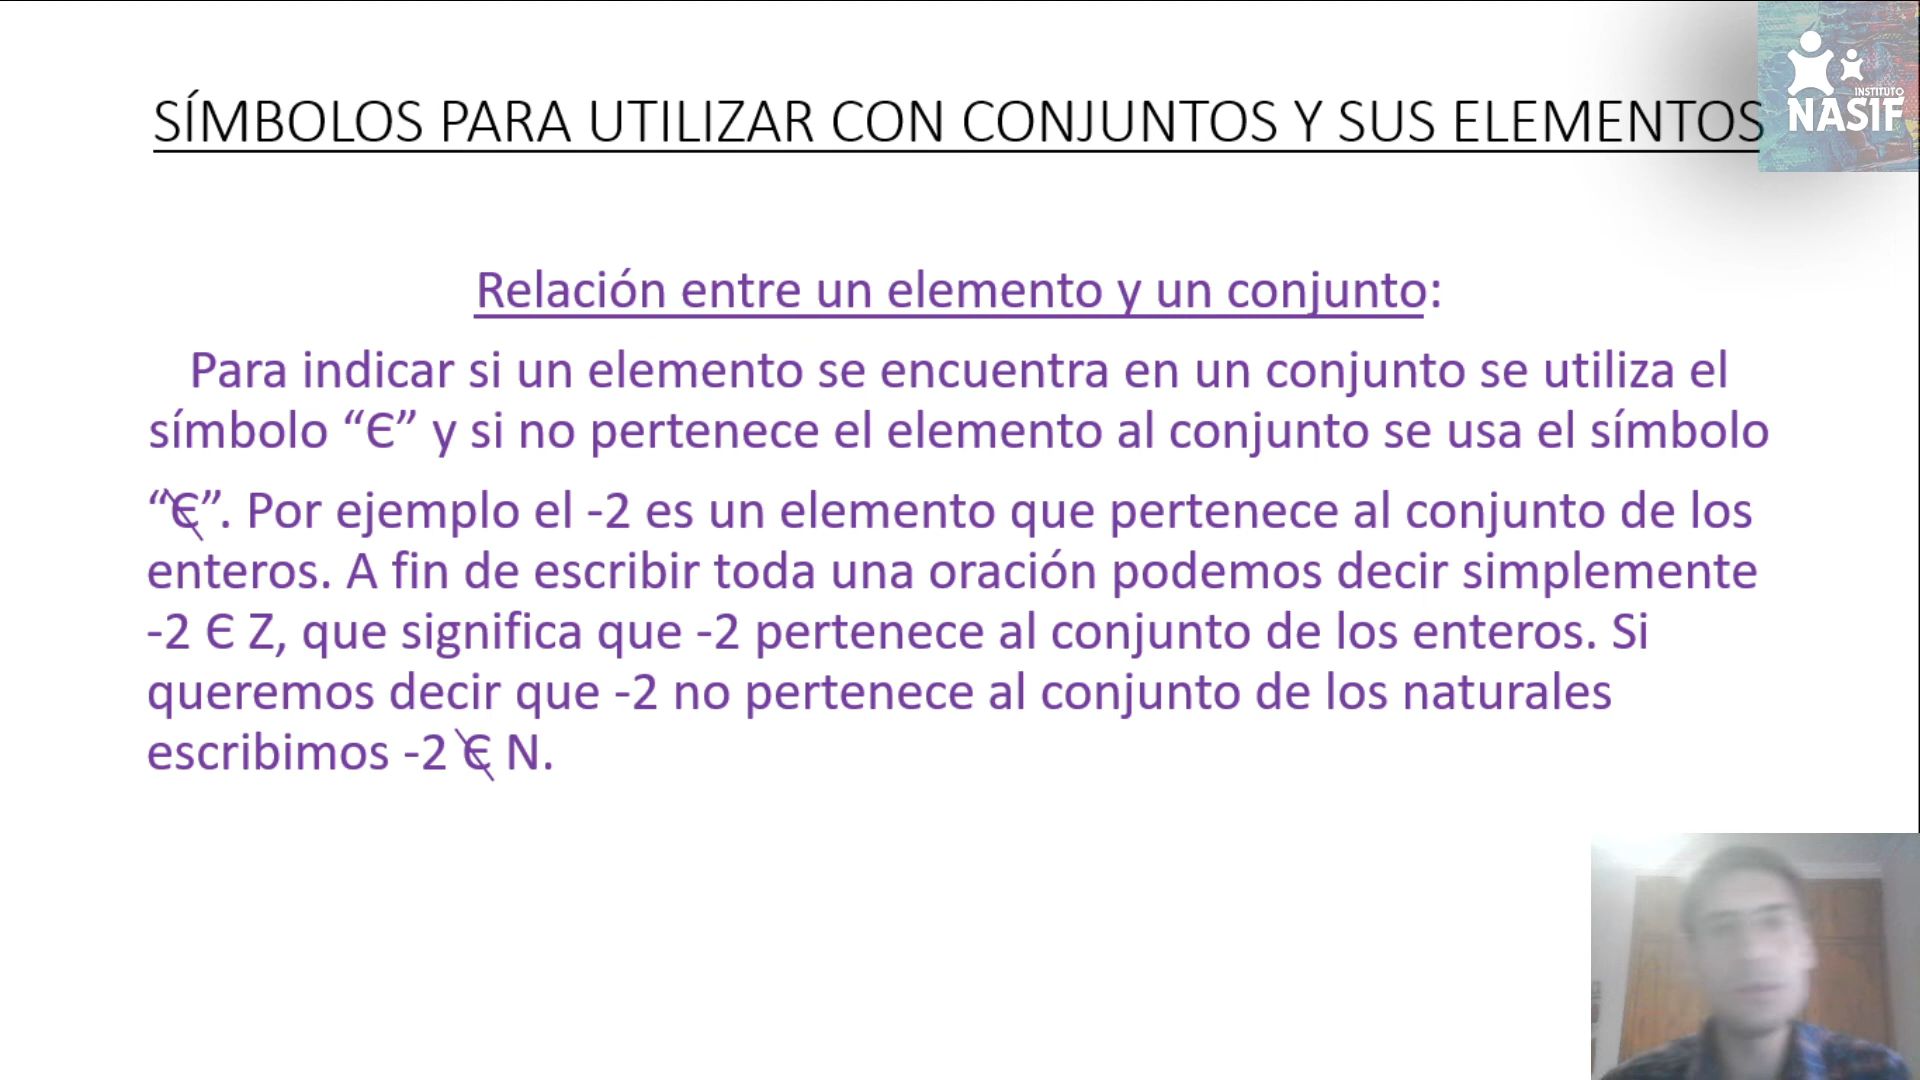 SÍMBOLOS PARA UTILIZAR CON CONJUNTOS Y SUS ELEMENTOS
INSTITUTO
NASIF
Relación entre un elemento y un conjunto:
Para indicar si un elemento se encuentra en un conjunto se utiliza el
símbolo “Є” y si no pertenece el elemento al conjunto se usa el símbolo
“∉”. Por ejemplo el -2 es un elemento que pertenece al conjunto de los
enteros. A fin de escribir toda una oración podemos decir simplemente
-2 Є Z, que significa que -2 pertenece al conjunto de los enteros. Si
queremos decir que -2 no pertenece al conjunto de los naturales
escribimos -2 ∉ N.